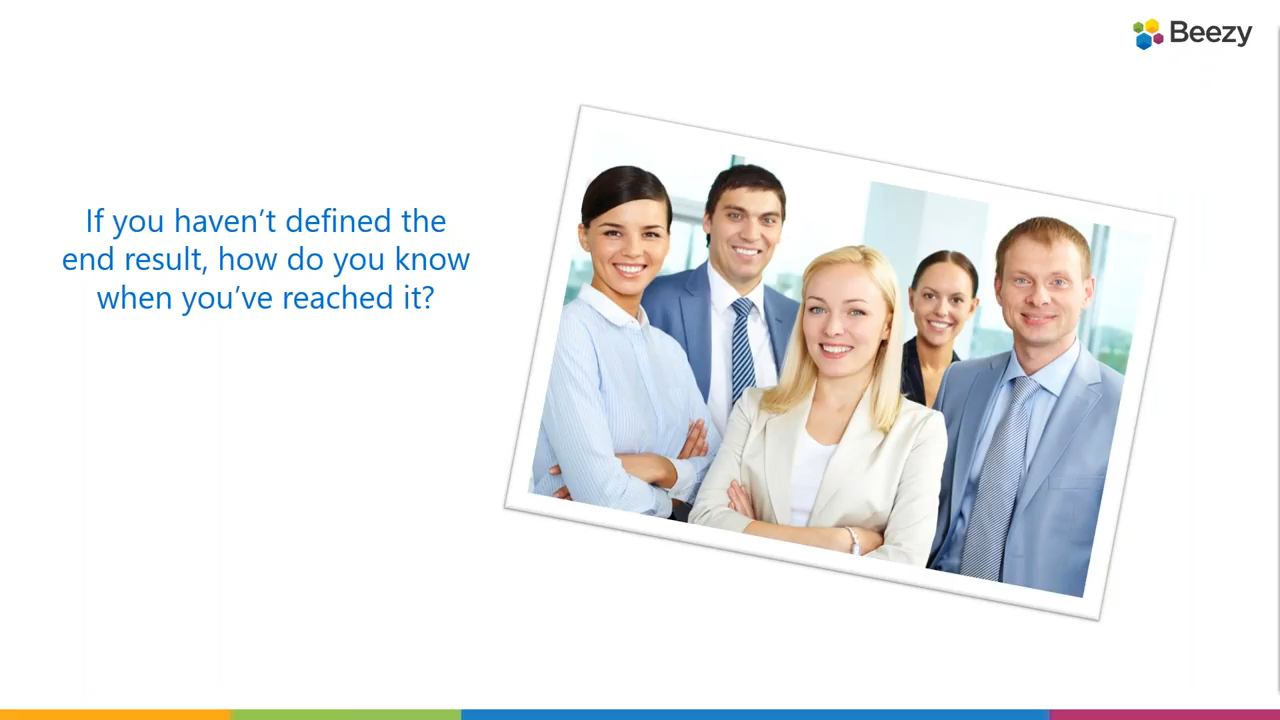 Beezy
If you haven’t defined the
end result, how do you know
when you’ve reached it?